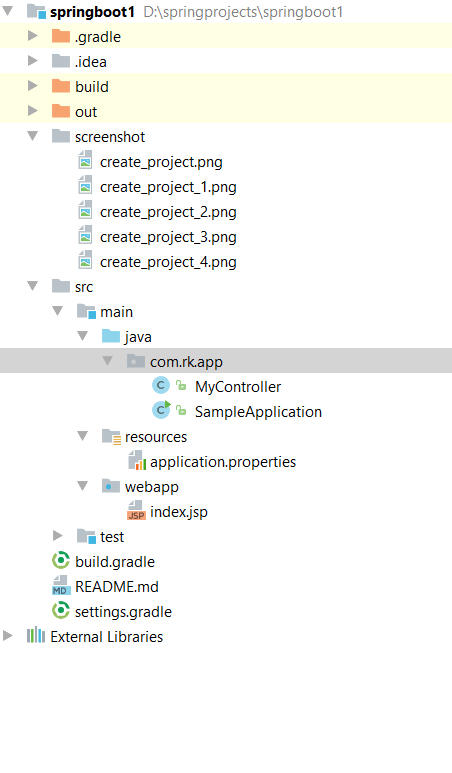 springboot1 D:\springprojects\springboot1
.gradle
.idea
build
out
screenshot
create_project.png
create_project_1.png
create_project_2.png
create_project_3.png
create_project_4.png
src
main
java
com.rk.app
C MyController
C SampleApplication
resources
application.properties
webapp
JSP index.jsp
test
build.gradle
MD README.md
settings.gradle
External Libraries